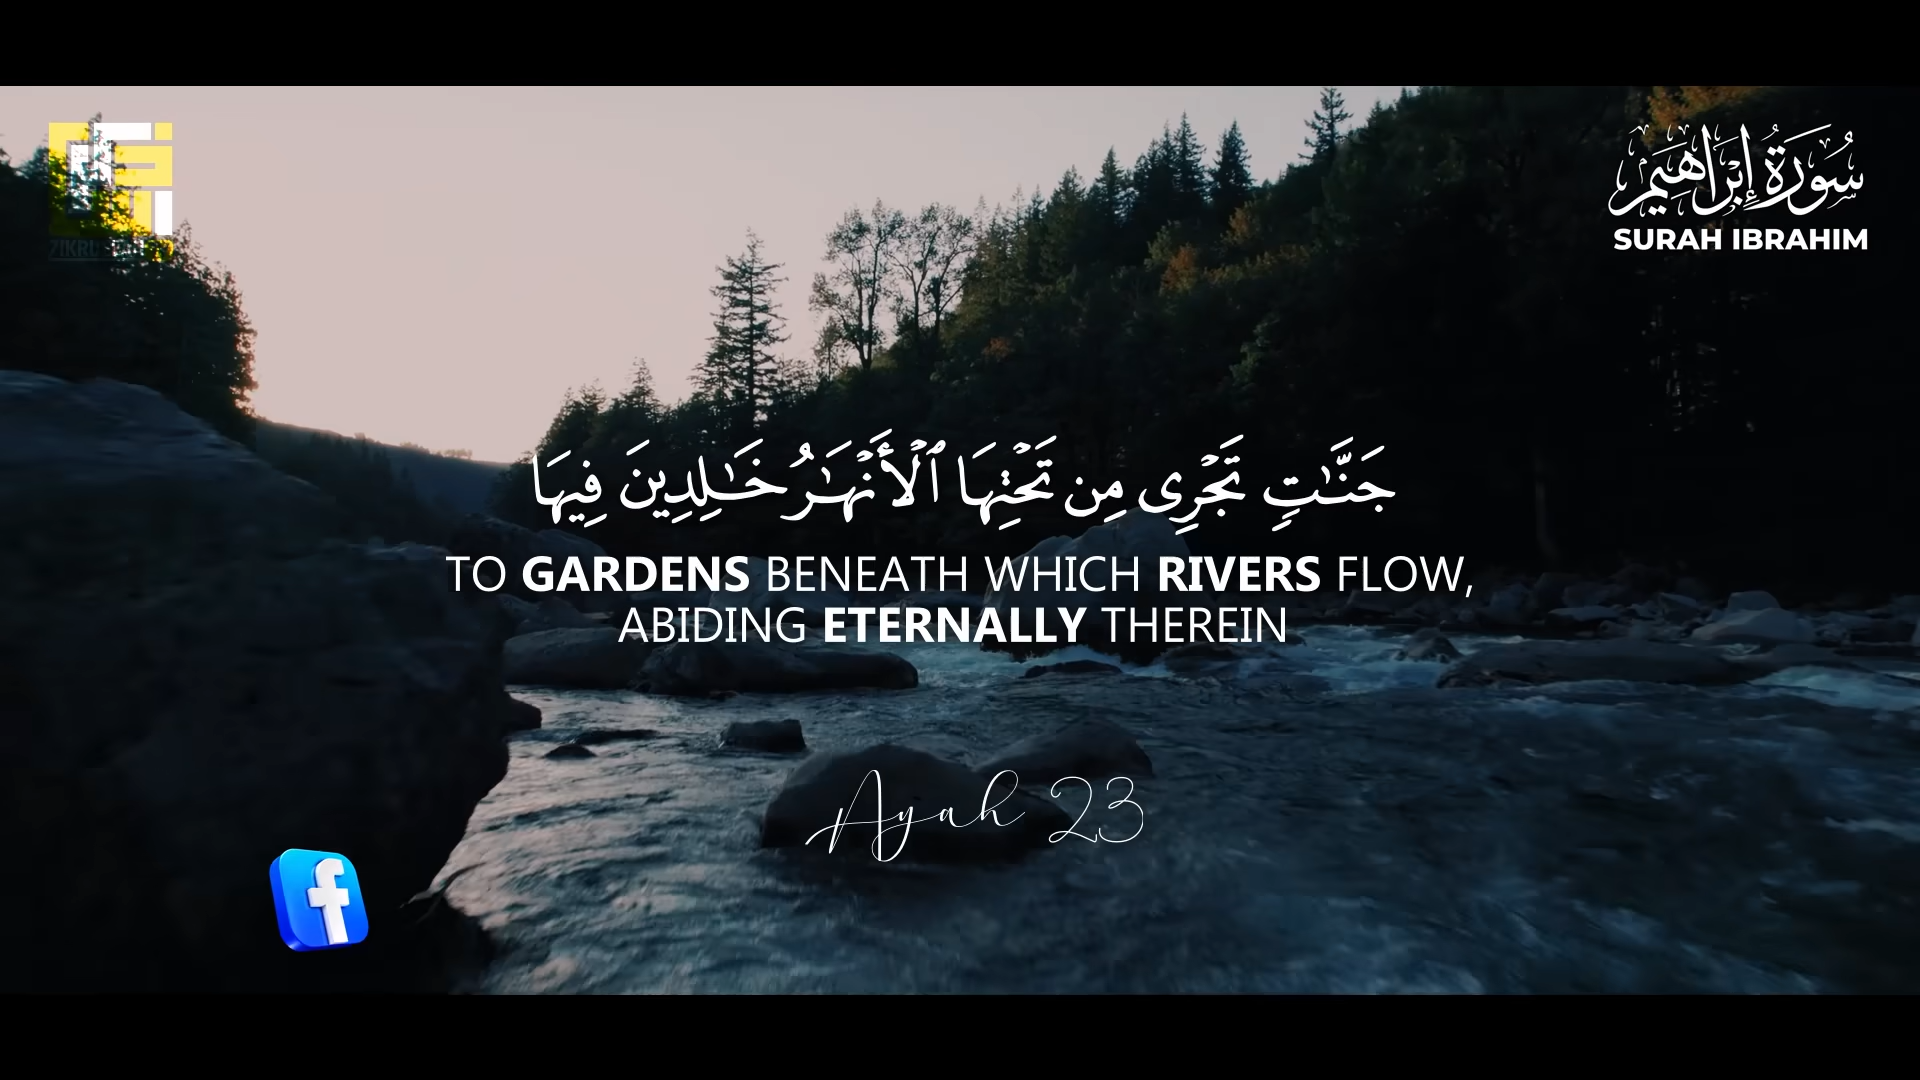 سُورَةُ إِبْرَاهِيم
SURAH IBRAHIM
جَنَّـٰتٍ تَجْرِى مِن تَحْتِهَا ٱلْأَنْهَـٰرُ خَـٰلِدِينَ فِيهَا
TO GARDENS BENEATH WHICH RIVERS FLOW,
ABIDING ETERNALLY THEREIN
Ayah 23